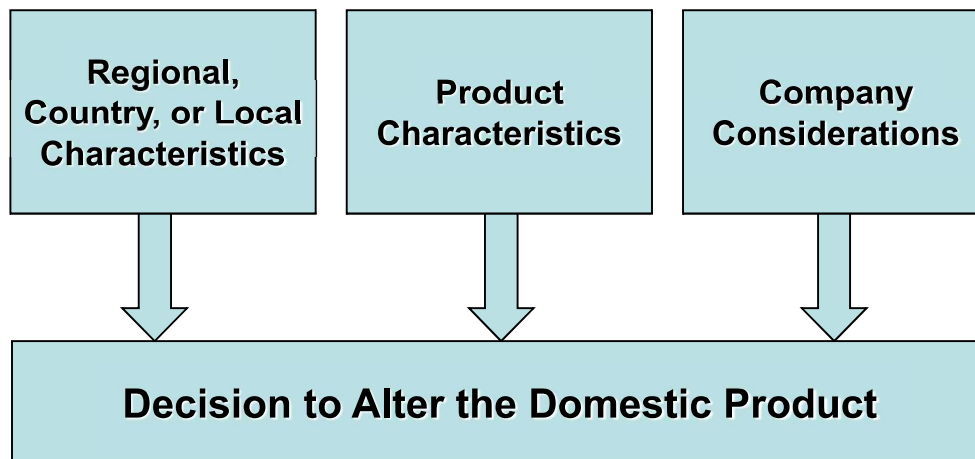 Regional,
Country, or Local
Characteristics
Product
Characteristics
Company
Considerations
Decision to Alter the Domestic Product